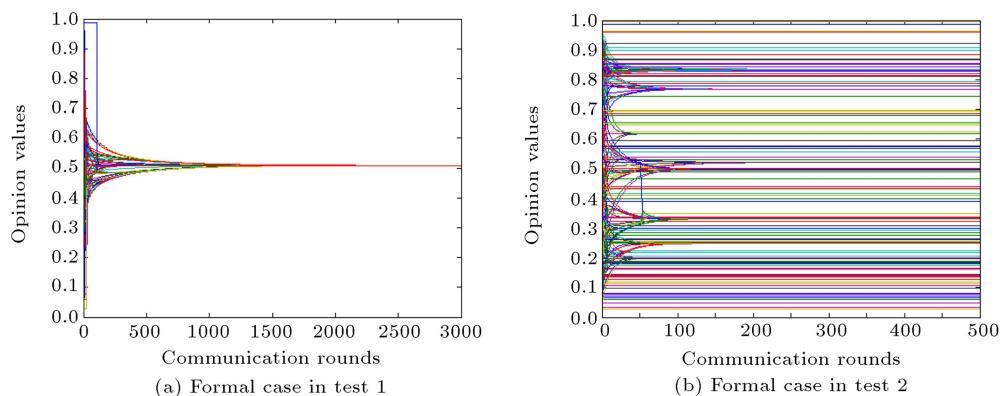 1.0
0.9
0.8
0.7
0.6
0.5
0.4
0.3
0.2
0.1
0.0
Opinion values
0 500 1000 1500 2000 2500 3000
Communication rounds
(a) Formal case in test 1
1.0
0.9
0.8
0.7
0.6
0.5
0.4
0.3
0.2
0.1
0.0
Opinion values
0 100 200 300 400 500
Communication rounds
(b) Formal case in test 2